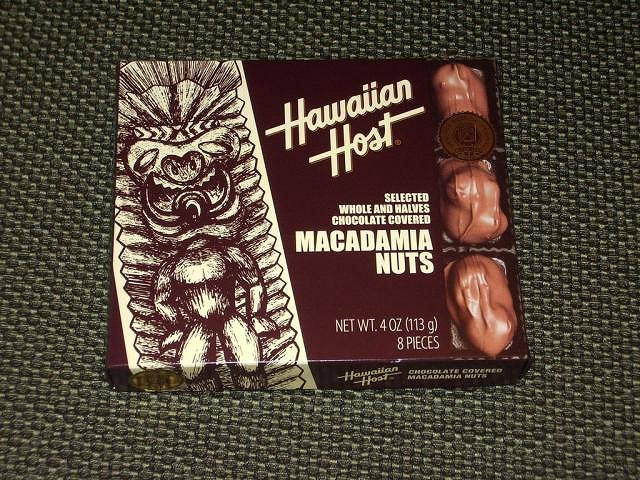 Hawaiian
Host®
SELECTED
WHOLE AND HALVES
CHOCOLATE COVERED
MACADAMIA
NUTS
NET WT. 4 OZ (113 g)
8 PIECES
Hawaiian
Host
CHOCOLATE COVERED
MACADAMIA NUTS